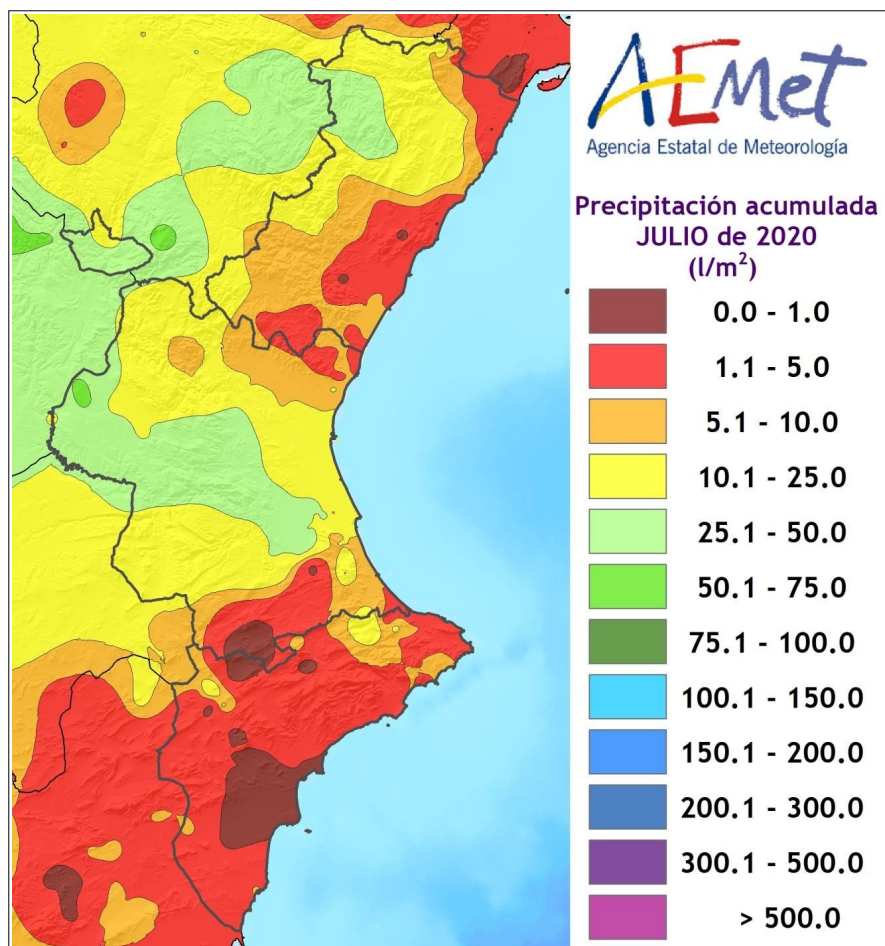 AEMet
Agencia Estatal de Meteorología
Precipitación acumulada
JULIO de 2020
(l/m²)
0.0 - 1.0
1.1 - 5.0
5.1 - 10.0
10.1 - 25.0
25.1 - 50.0
50.1 - 75.0
75.1 - 100.0
100.1 - 150.0
150.1 - 200.0
200.1 - 300.0
300.1 - 500.0
> 500.0